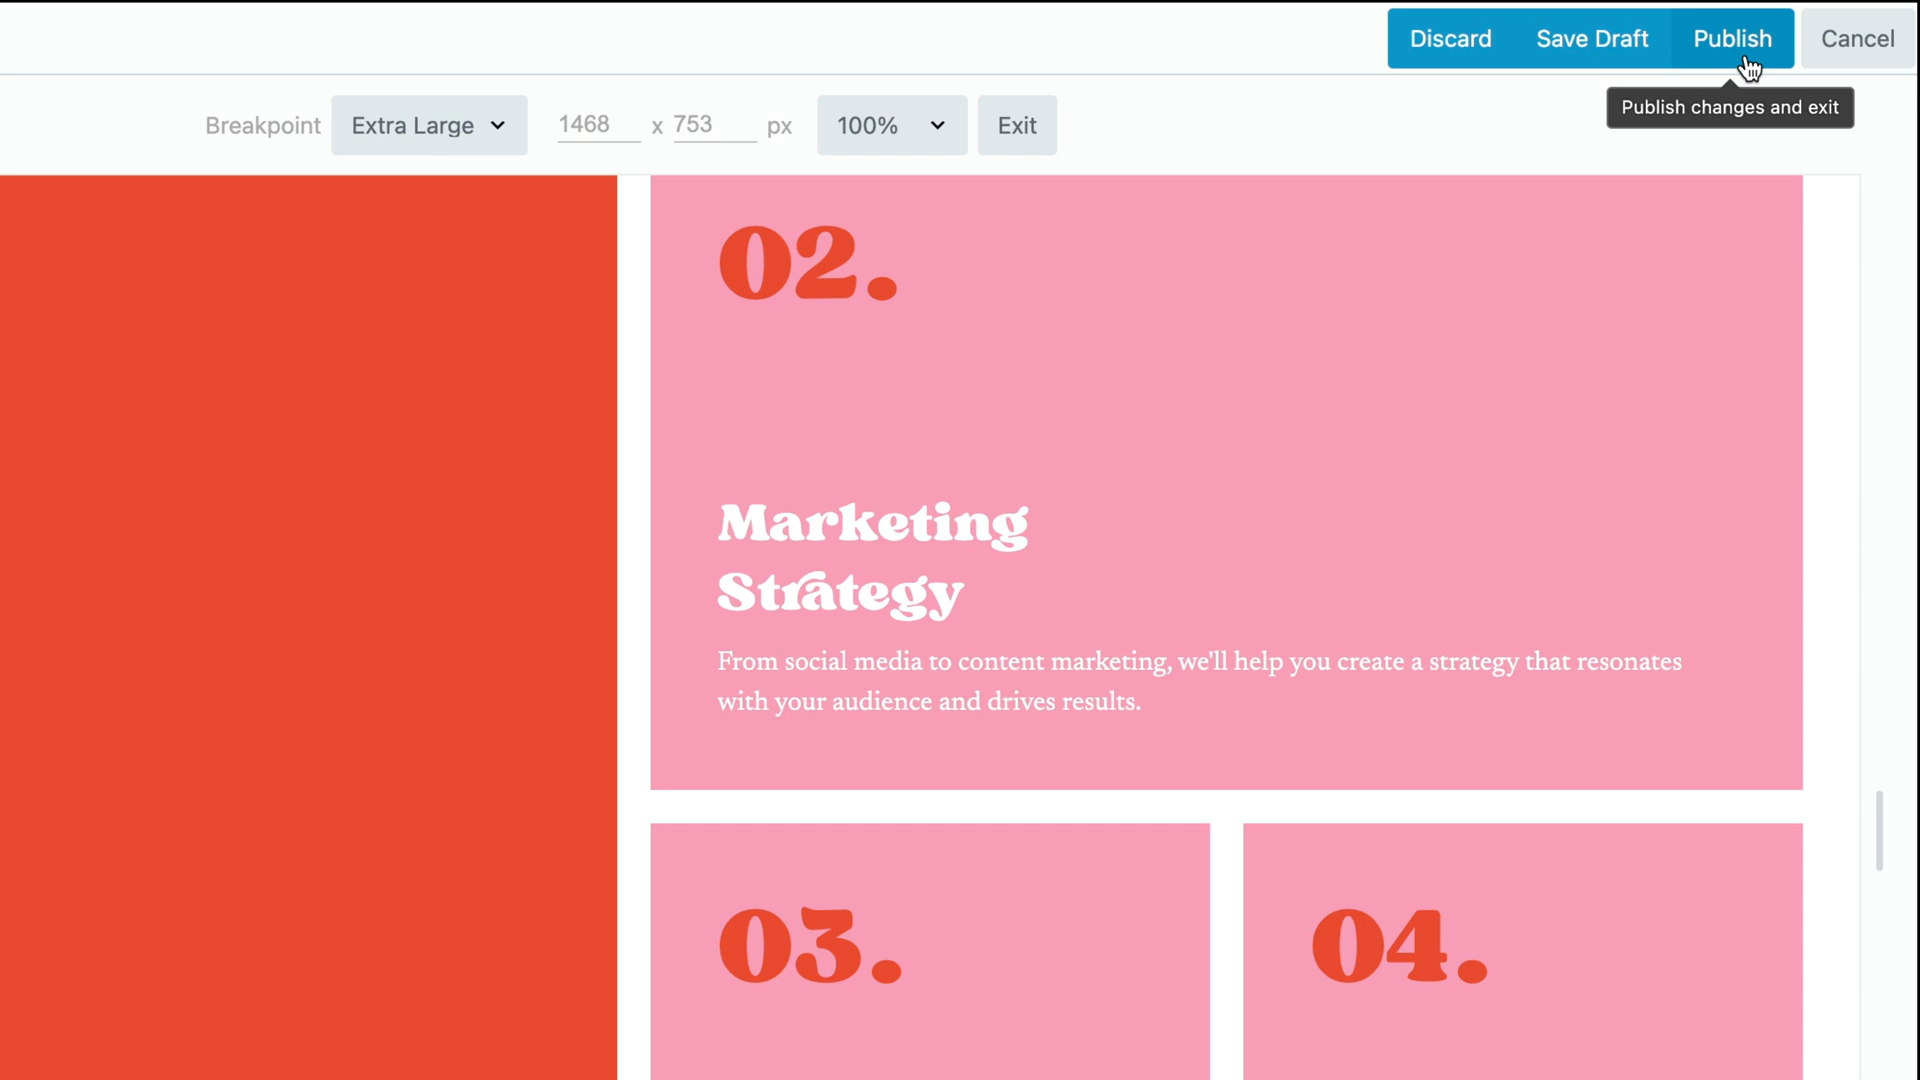 Discard Save Draft Publish Cancel
Publish changes and exit
Breakpoint Extra Large 1468 x 753 px 100% Exit
02.
Marketing
Strategy
From social media to content marketing, we'll help you create a strategy that resonates
with your audience and drives results.
03.
04.